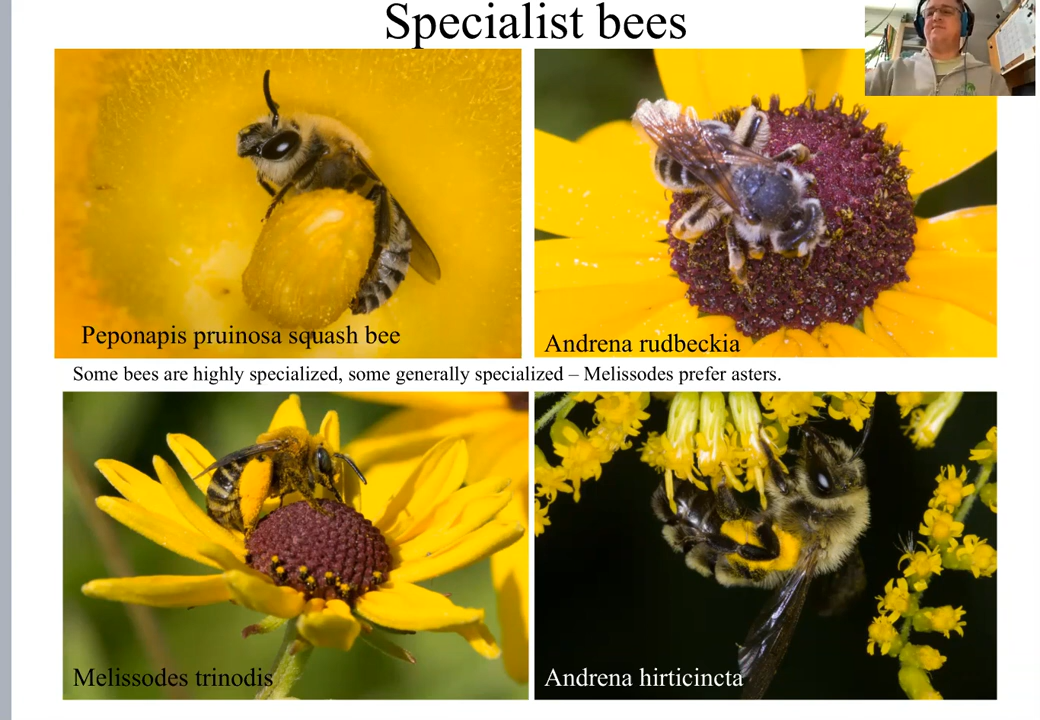 Specialist bees
Peponapis pruinosa squash bee
Andrena rudbeckia
Some bees are highly specialized, some generally specialized – Melissodes prefer asters.
Melissodes trinodis
Andrena hirticincta